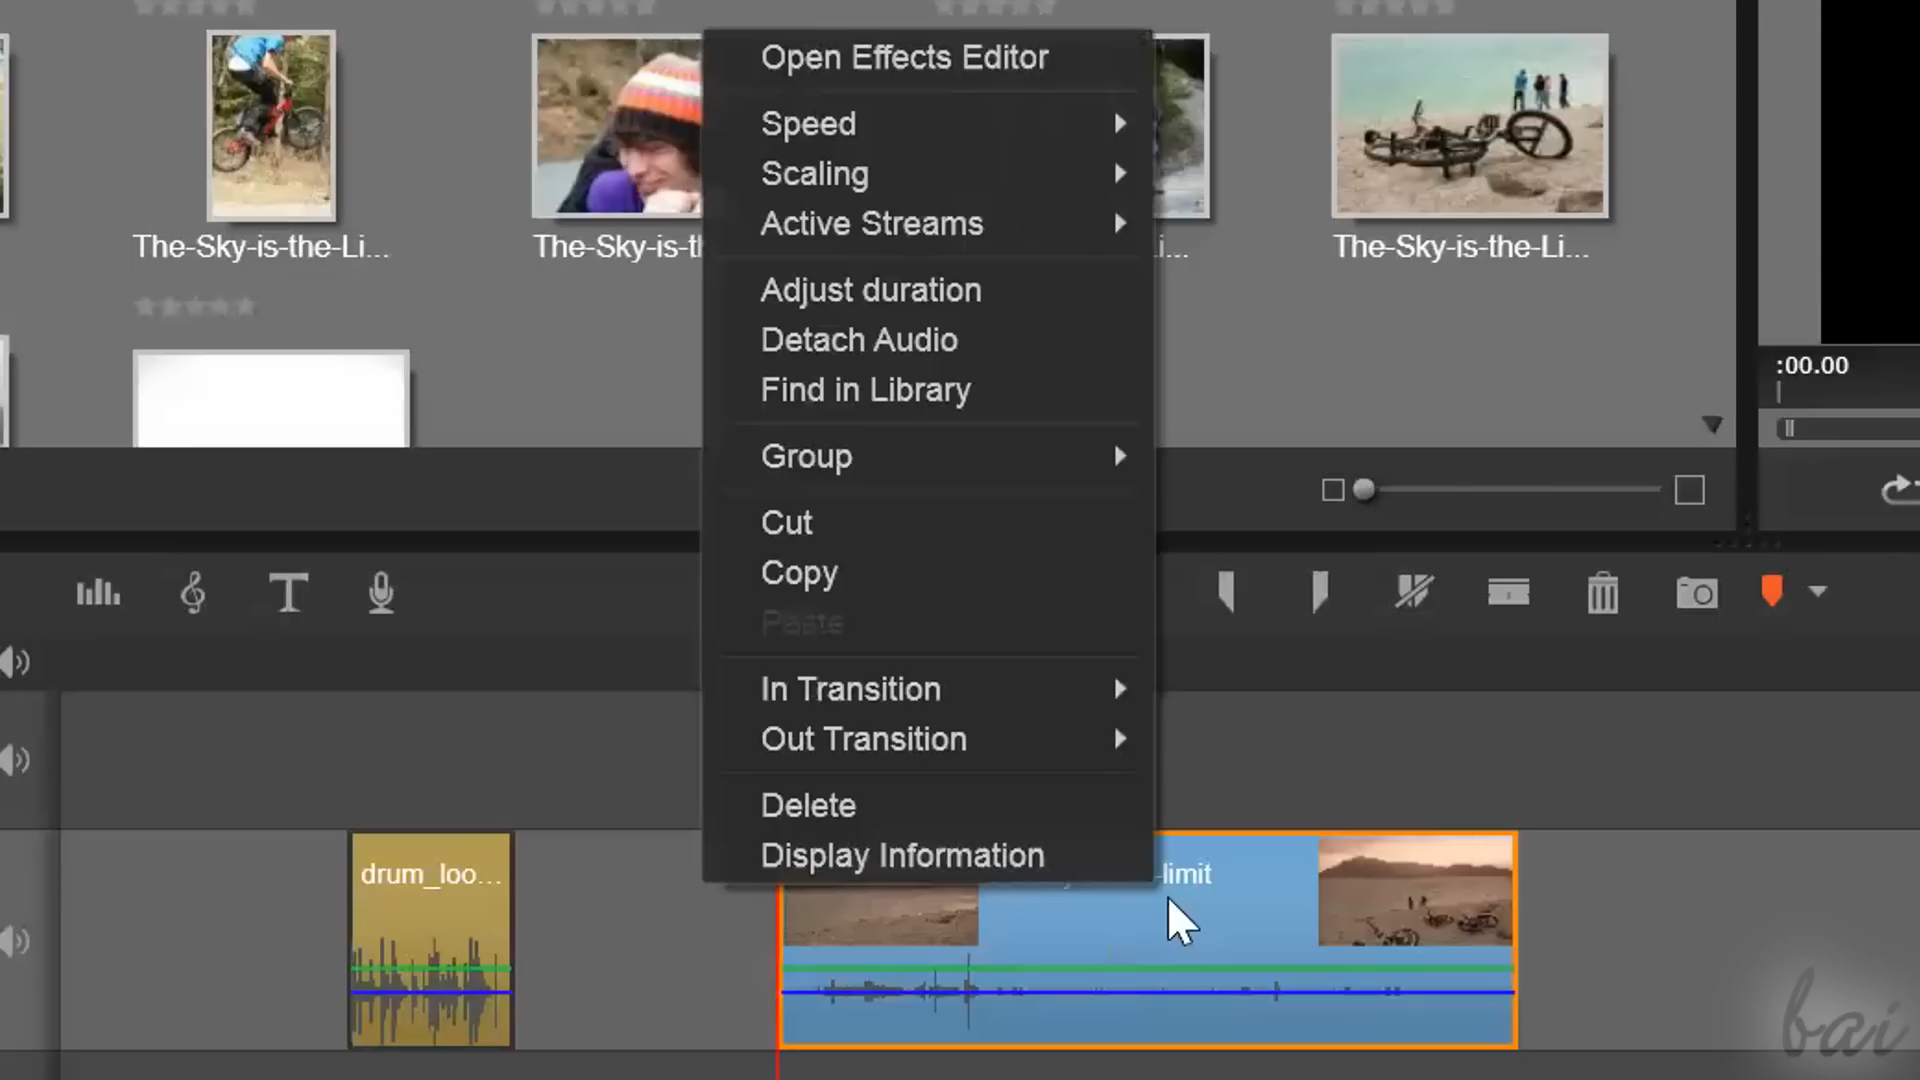 Open Effects Editor
Speed
Scaling
Active Streams
The-Sky-is-the-Li...
The-Sky-is-t
i...
The-Sky-is-the-Li...
Adjust duration
Detach Audio
Find in Library
:00.00
Group
Cut
Copy
Paste
In Transition
Out Transition
Delete
Display Information
drum_loo...
-limit
bai